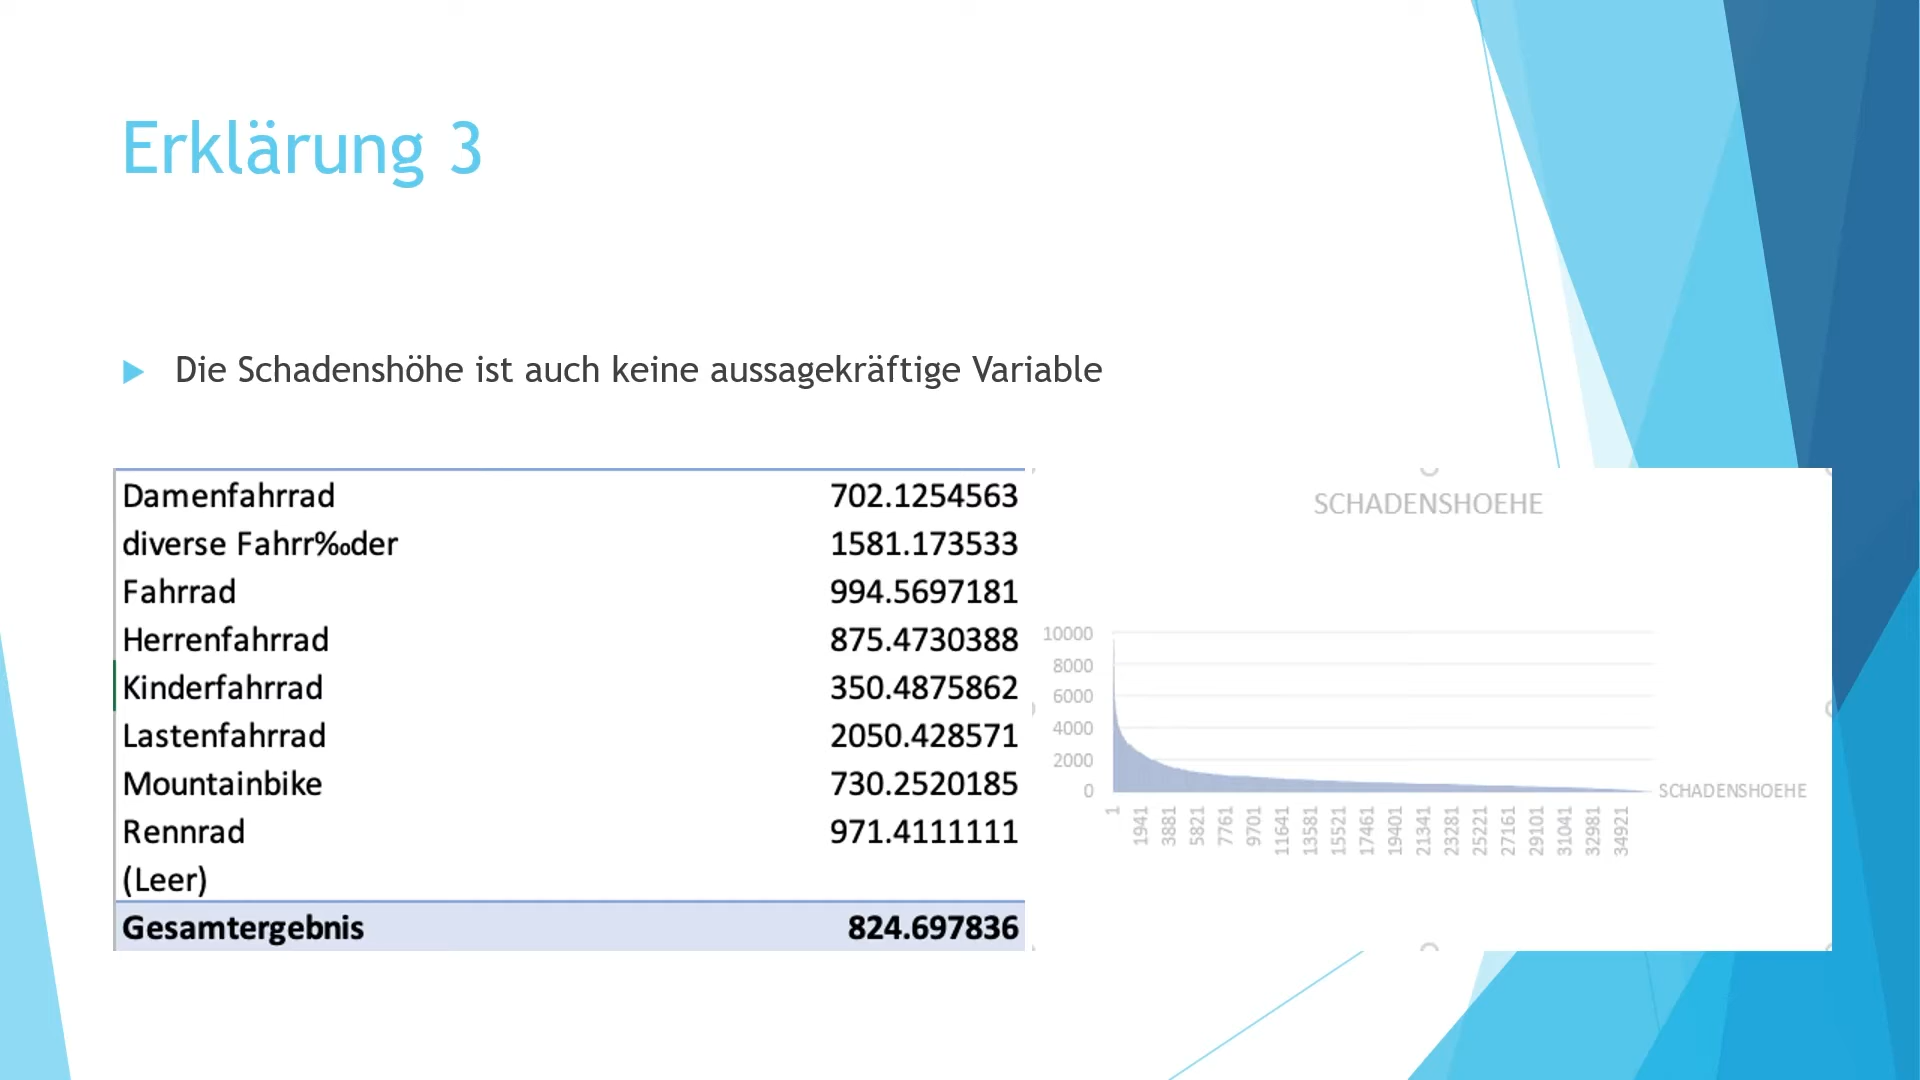 Erklärung 3
Die Schadenshöhe ist auch keine aussagekräftige Variable
Damenfahrrad 702.1254563
diverse Fahrr‰der 1581.173533
Fahrrad 994.5697181
Herrenfahrrad 875.4730388
Kinderfahrrad 350.4875862
Lastenfahrrad 2050.428571
Mountainbike 730.2520185
Rennrad 971.4111111
(Leer)
Gesamtergebnis 824.697836
SCHADENSHOEHE
10000
8000
6000
4000
2000
0
SCHADENSHOEHE
1
1941
3881
5821
7761
9701
11641
13581
15521
17461
19401
21341
23281
25221
27161
29101
31041
32981
34921